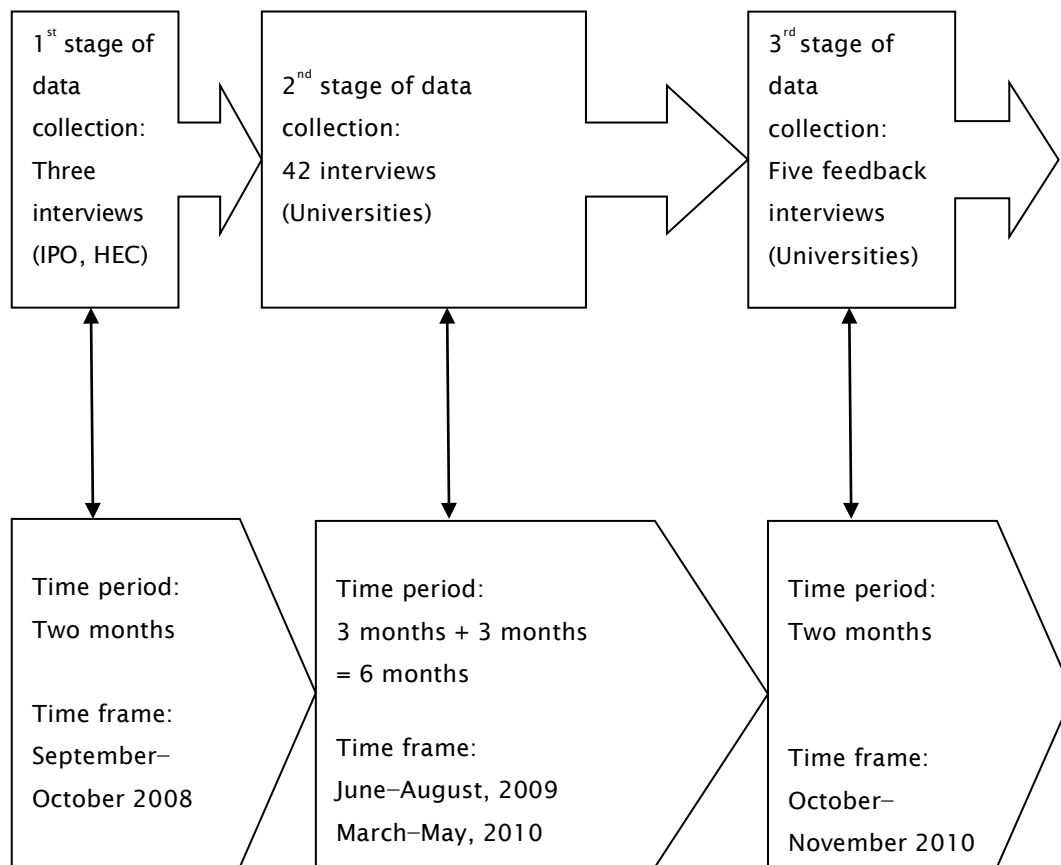 1st stage of
data
collection:
Three
interviews
(IPO, HEC)
2nd stage of data
collection:
42 interviews
(Universities)
3rd stage of
data
collection:
Five feedback
interviews
(Universities)
Time period:
Two months
Time frame:
September–
October 2008
Time period:
3 months + 3 months
= 6 months
Time frame:
June–August, 2009
March–May, 2010
Time period:
Two months
Time frame:
October–
November 2010